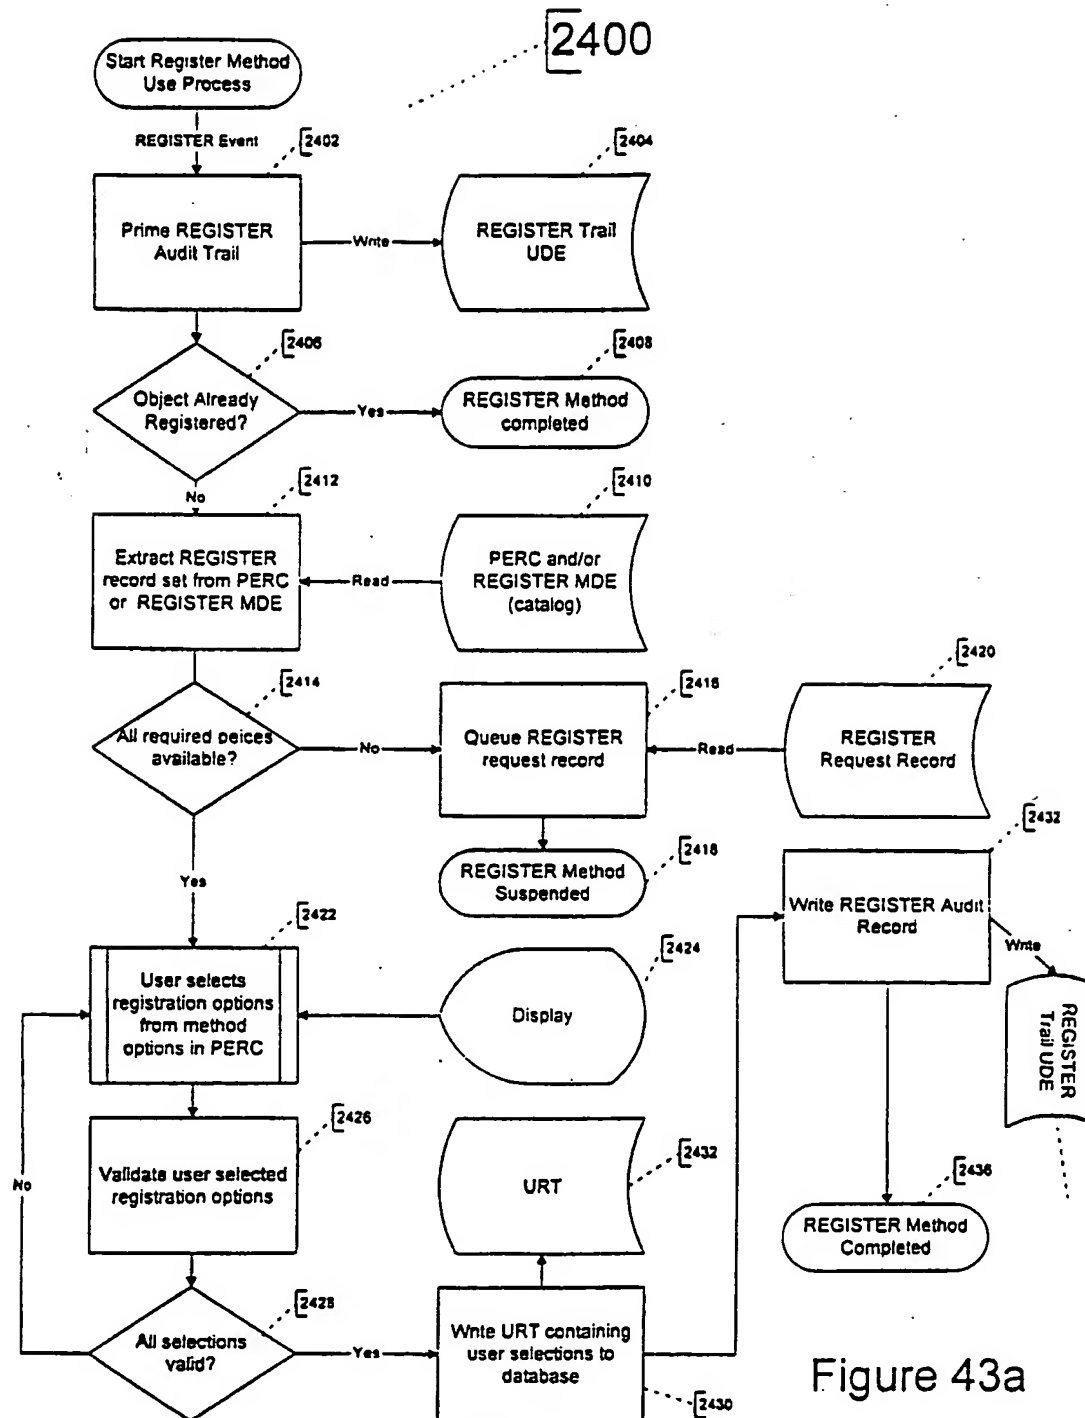 2400
Start Register Method
Use Process
REGISTER Event
2402
2404
Prime REGISTER
Audit Trail
Write
REGISTER Trail
UDE
2406
2408
Object Already
Registered?
Yes
REGISTER Method
completed
No
2412
2410
Extract REGISTER
record set from PERC
or REGISTER MDE
Read
PERC and/or
REGISTER MDE
(catalog)
2414
2416
2420
All required peices
available?
No
Queue REGISTER
request record
Read
REGISTER
Request Record
2418
REGISTER Method
Suspended
2432
Write REGISTER Audit
Record
Write
REGISTER
Trail UDE
Yes
2422
2424
User selects
registration options
from method
options in PERC
Display
2426
2432
Validate user selected
registration options
URT
No
2436
REGISTER Method
Completed
2428
All selections
valid?
Yes
Write URT containing
user selections to
database
2430
Figure 43a